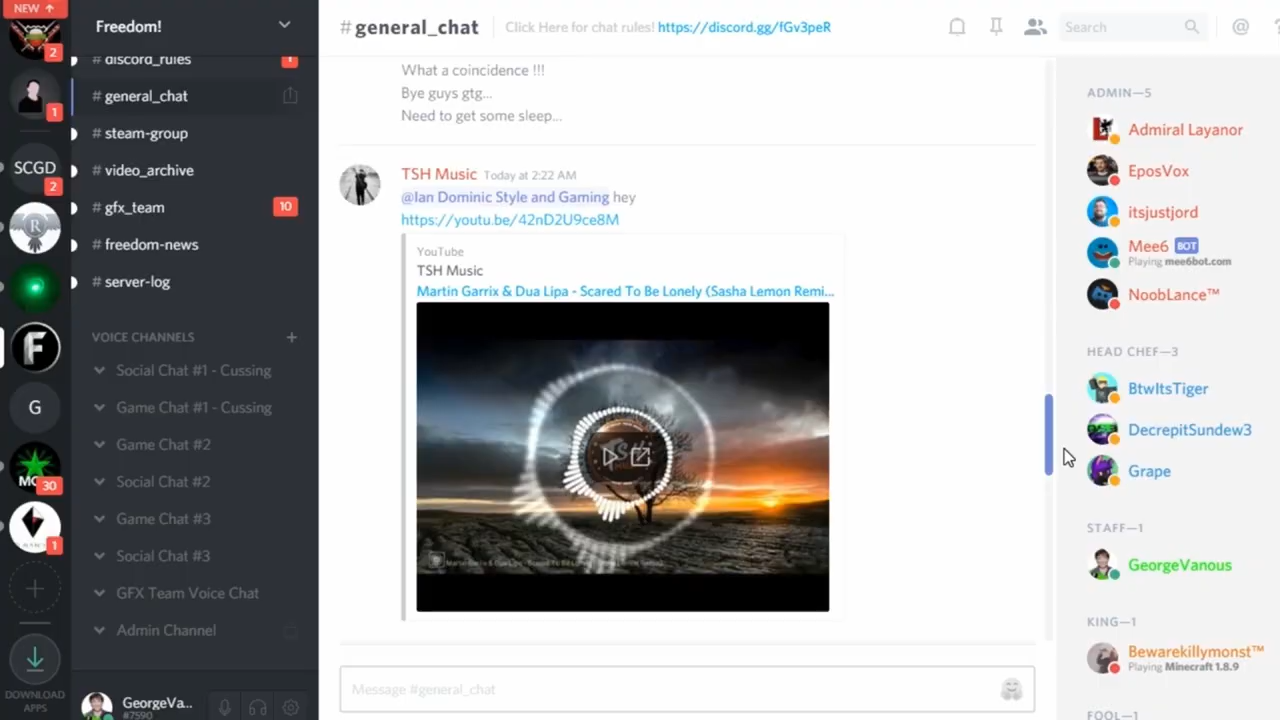 NEW ↑
2
1
SCGD
2
R
F
G
MC
30
1
+
DOWNLOAD
APPS
Freedom!
# discord_rules
1
# general_chat
# steam-group
# video_archive
# gfx_team
10
# freedom-news
# server-log
VOICE CHANNELS +
Social Chat #1 - Cussing
Game Chat #1 - Cussing
Game Chat #2
Social Chat #2
Game Chat #3
Social Chat #3
GFX Team Voice Chat
Admin Channel
GeorgeVa...
#7590
# general_chat
Click Here for chat rules! https://discord.gg/fGv3peR
Search
@
What a coincidence !!!
Bye guys gtg...
Need to get some sleep...
TSH Music Today at 2:22 AM
@Ian Dominic Style and Gaming hey
https://youtu.be/42nD2U9ce8M
YouTube
TSH Music
Martin Garrix & Dua Lipa - Scared To Be Lonely (Sasha Lemon Remi...
Message #general_chat
ADMIN—5
Admiral Layanor
EposVox
itsjustjord
Mee6 BOT
Playing mee6bot.com
NoobLance™
HEAD CHEF—3
BtwItsTiger
DecrepitSundew3
Grape
STAFF—1
GeorgeVanous
KING—1
Bewarekillymonst™
Playing Minecraft 1.8.9
FOOL—1